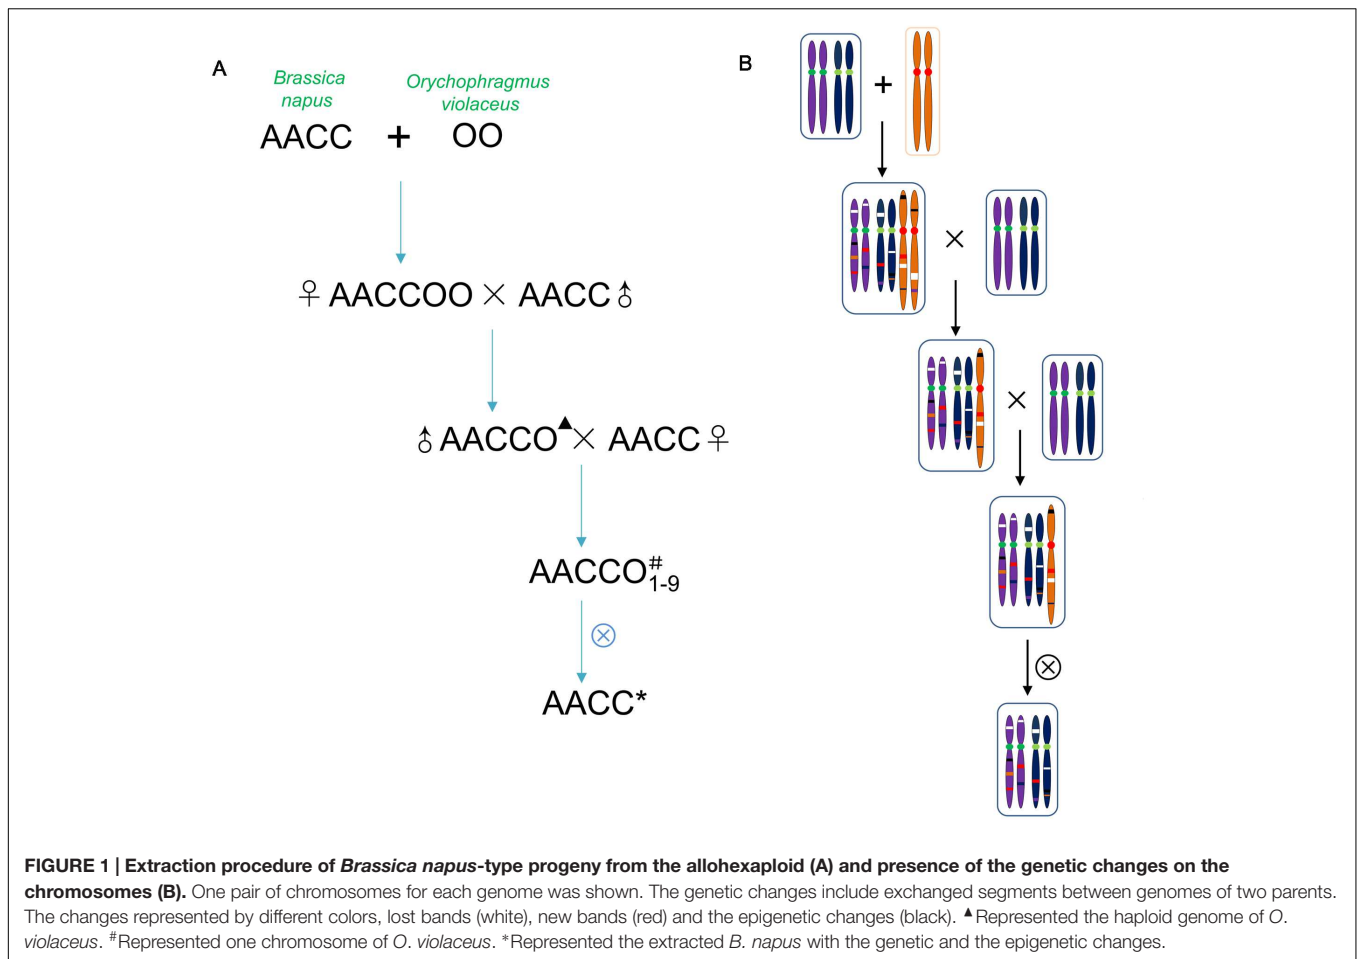 A
Brassica
napus
Orychophragmus
violaceus
AACC + OO
♀ AACCOO × AACC ♂
♂ AACCO▲ × AACC ♀
AACCO#1-9
⊗
AACC*
B
+
×
×
⊗
FIGURE 1 | Extraction procedure of Brassica napus-type progeny from the allohexaploid (A) and presence of the genetic changes on the
chromosomes (B). One pair of chromosomes for each genome was shown. The genetic changes include exchanged segments between genomes of two parents.
The changes represented by different colors, lost bands (white), new bands (red) and the epigenetic changes (black). ▲Represented the haploid genome of O.
violaceus. #Represented one chromosome of O. violaceus. *Represented the extracted B. napus with the genetic and the epigenetic changes.